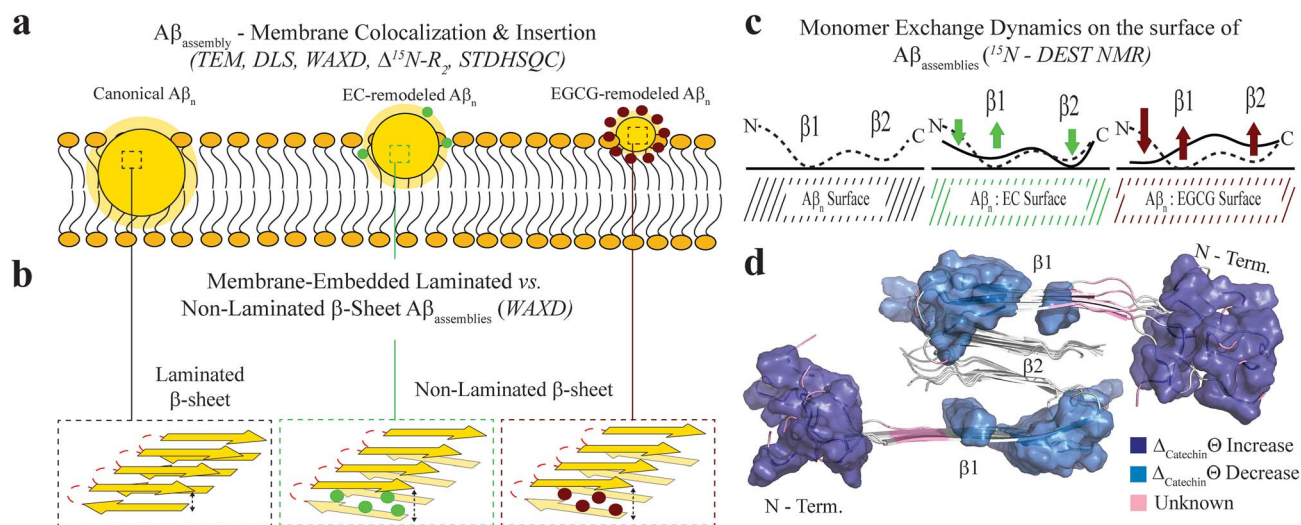 a
Aβassembly - Membrane Colocalization & Insertion
(TEM, DLS, WAXD, Δ15N-R2, STDHSQC)
Canonical Aβn
EC-remodeled Aβn
EGCG-remodeled Aβn
b
Membrane-Embedded Laminated vs.
Non-Laminated β-Sheet Aβassemblies (WAXD)
Laminated
β-sheet
Non-Laminated β-sheet
c
Monomer Exchange Dynamics on the surface of
Aβassemblies (15N - DEST NMR)
N β1 β2 C
Aβn Surface
N β1 β2 C
Aβn : EC Surface
N β1 β2 C
Aβn : EGCG Surface
d
β1
N - Term.
β2
β1
N - Term.
ΔCatechin Θ Increase
ΔCatechin Θ Decrease
Unknown